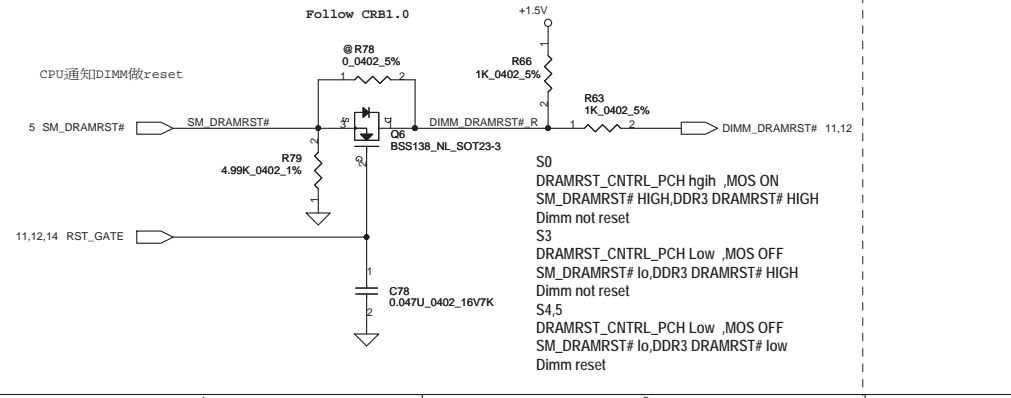 Follow CRB1.0
+1.5V
@ R78
0_0402_5%
1 2
CPU通知DIMM做reset
R66
1K_0402_5%
1
2
R63
1K_0402_5%
1 2
5 SM_DRAMRST#
SM_DRAMRST#
3 S
D 1
DIMM_DRAMRST#_R
DIMM_DRAMRST# 11,12
Q6
BSS138_NL_SOT23-3
G
2
R79
4.99K_0402_1%
2
1
11,12,14 RST_GATE
1
C78
0.047U_0402_16V7K
2
S0
DRAMRST_CNTRL_PCH hgih ,MOS ON
SM_DRAMRST# HIGH,DDR3 DRAMRST# HIGH
Dimm not reset
S3
DRAMRST_CNTRL_PCH Low ,MOS OFF
SM_DRAMRST# lo,DDR3 DRAMRST# HIGH
Dimm not reset
S4,5
DRAMRST_CNTRL_PCH Low ,MOS OFF
SM_DRAMRST# lo,DDR3 DRAMRST# low
Dimm reset